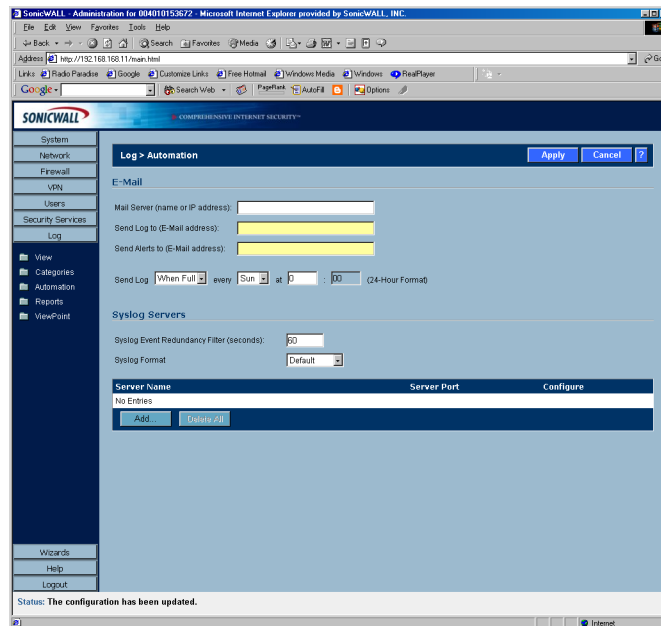 SonicWALL - Administration for 004010153672 - Microsoft Internet Explorer provided by SonicWALL, INC.
File Edit View Favorites Tools Help
Back Search Favorites Media
Address http://192.168.168.11/main.html Go
Links Radio Paradise Google Customize Links Free Hotmail Windows Media Windows RealPlayer
Google Search Web PageRank AutoFill Options
SONICWALL COMPREHENSIVE INTERNET SECURITY™
System
Network
Firewall
VPN
Users
Security Services
Log
View
Categories
Automation
Reports
ViewPoint
Log > Automation Apply Cancel ?
E-Mail
Mail Server (name or IP address):
Send Log to (E-Mail address):
Send Alerts to (E-Mail address):
Send Log When Full every Sun at 0 : 00 (24-Hour Format)
Syslog Servers
Syslog Event Redundancy Filter (seconds): 60
Syslog Format Default
Server Name Server Port Configure
No Entries
Add... Delete All
Wizards
Help
Logout
Status: The configuration has been updated.
Internet